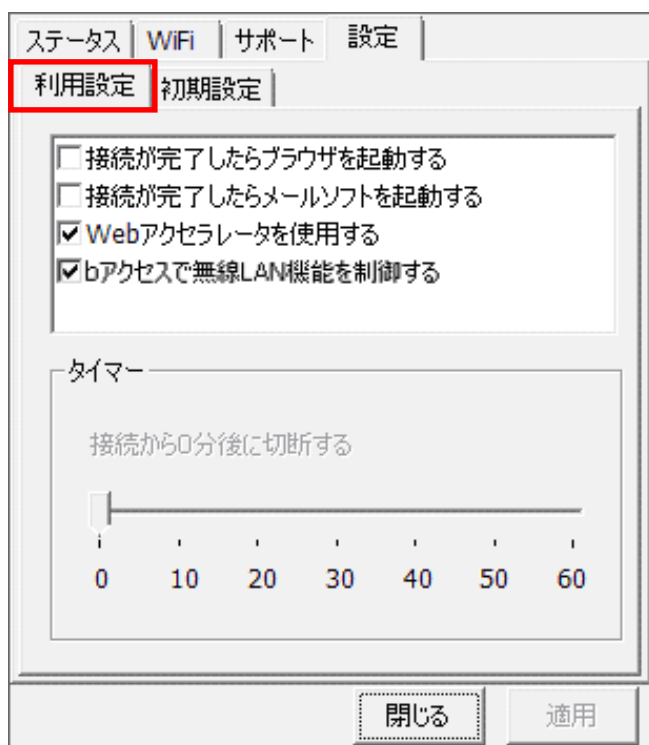 ステータス WiFi サポート 設定
利用設定 初期設定
接続が完了したらブラウザを起動する
接続が完了したらメールソフトを起動する
Webアクセラレータを使用する
bアクセスで無線LAN機能を制御する
タイマー
接続から0分後に切断する
0 10 20 30 40 50 60
閉じる 適用